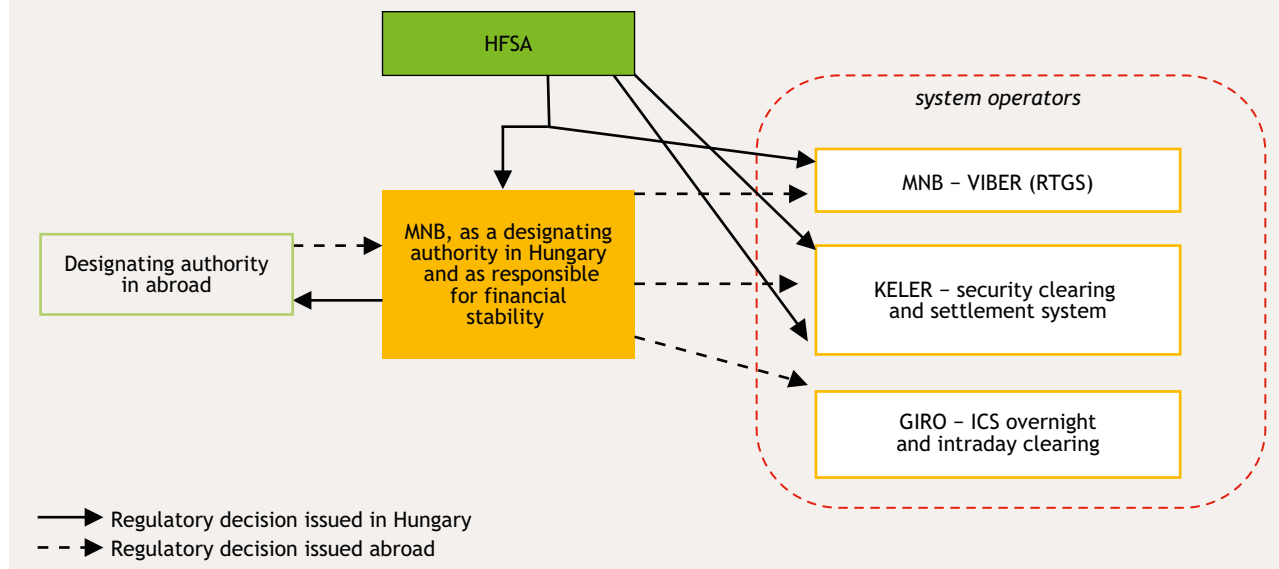 HFSA
system operators
MNB – VIBER (RTGS)
MNB, as a designating
authority in Hungary
and as responsible
for financial
stability
Designating authority
in abroad
KELER – security clearing
and settlement system
GIRO – ICS overnight
and intraday clearing
Regulatory decision issued in Hungary
Regulatory decision issued abroad